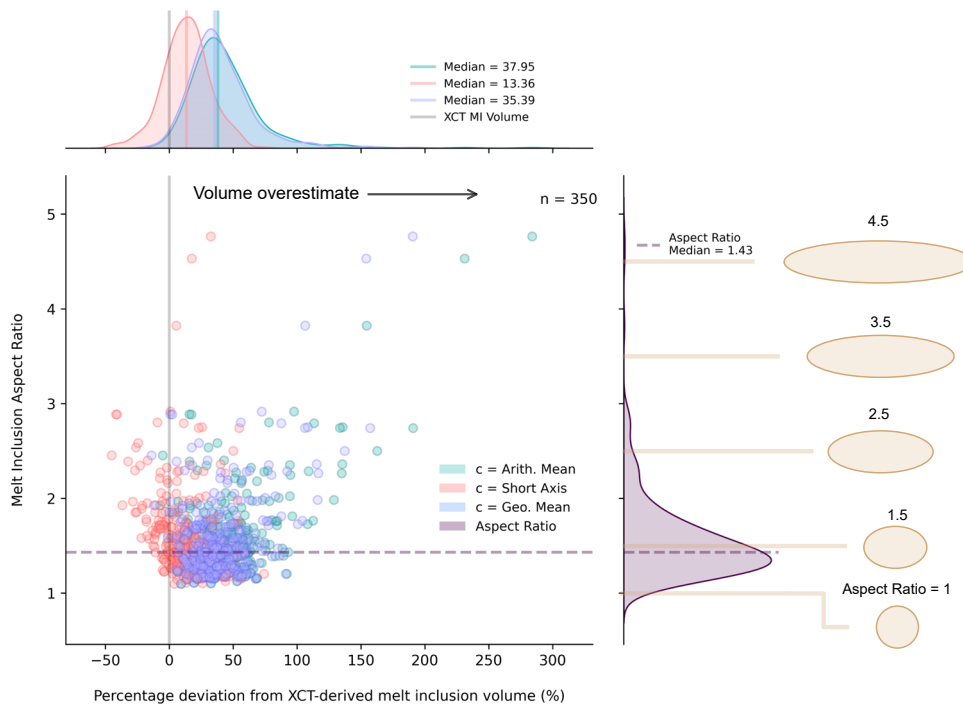 Median = 37.95
Median = 13.36
Median = 35.39
XCT MI Volume
Volume overestimate
n = 350
5
4
3
2
1
Melt Inclusion Aspect Ratio
c = Arith. Mean
c = Short Axis
c = Geo. Mean
Aspect Ratio
−50
0
50
100
150
200
250
300
Percentage deviation from XCT-derived melt inclusion volume (%)
Aspect Ratio
Median = 1.43
4.5
3.5
2.5
1.5
Aspect Ratio = 1